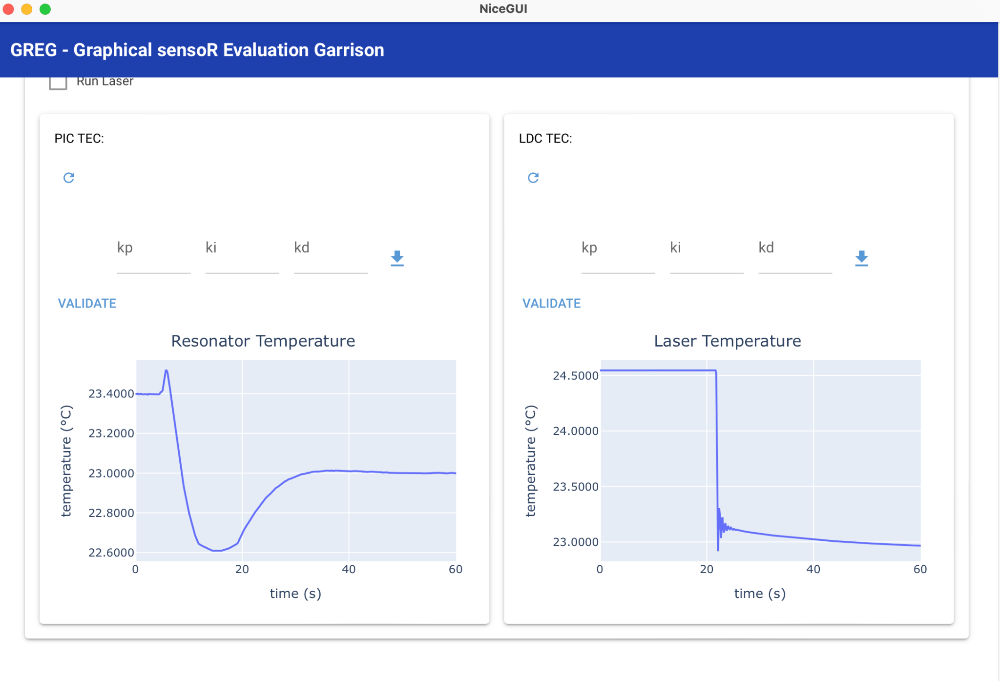 NiceGUI
GREG - Graphical sensoR Evaluation Garrison
Run Laser
PIC TEC:
kp ki kd
VALIDATE
Resonator Temperature
temperature (°C)
23.4000
23.2000
23.0000
22.8000
22.6000
0 20 40 60
time (s)
LDC TEC:
kp ki kd
VALIDATE
Laser Temperature
temperature (°C)
24.5000
24.0000
23.5000
23.0000
0 20 40 60
time (s)